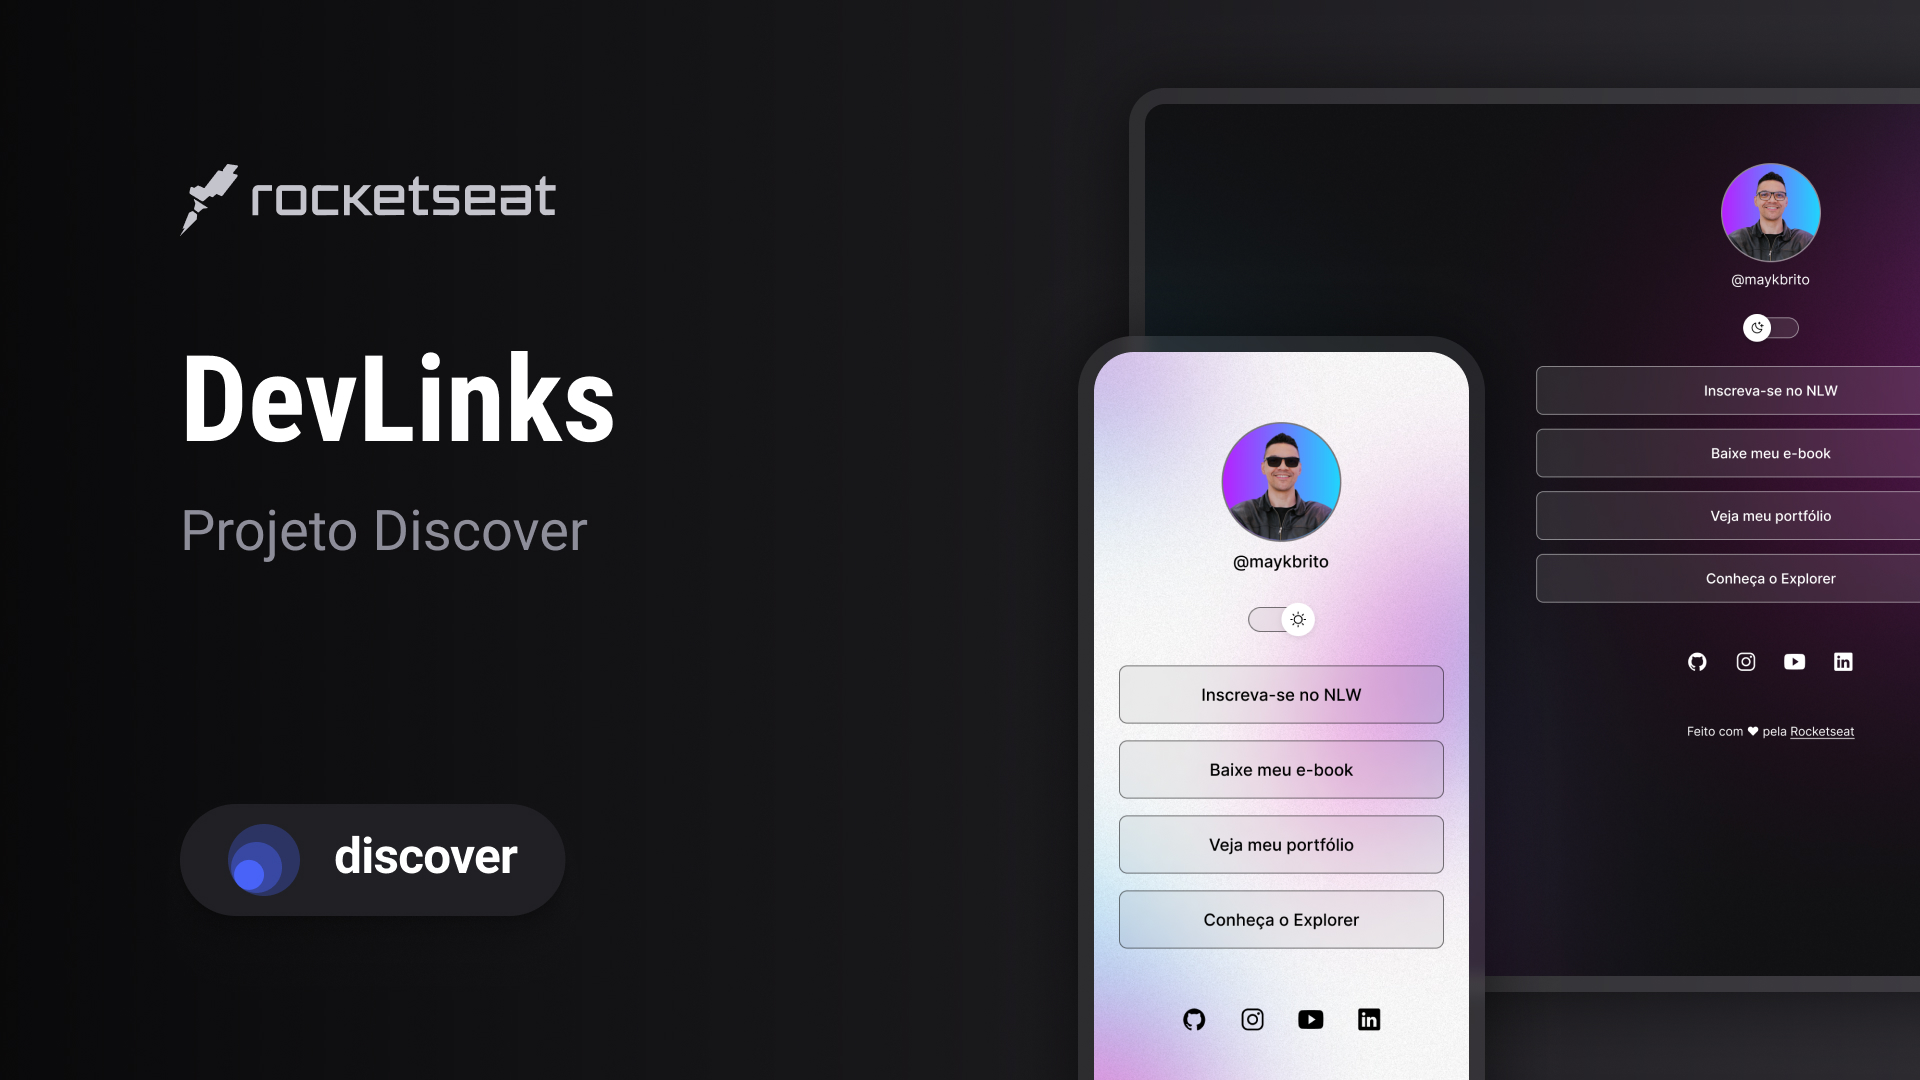 rocketseat
DevLinks
Projeto Discover
discover
@maykbrito
Inscreva-se no NLW
Baixe meu e-book
Veja meu portfólio
Conheça o Explorer
@maykbrito
Inscreva-se no NLW
Baixe meu e-book
Veja meu portfólio
Conheça o Explorer
Feito com ♥ pela Rocketseat